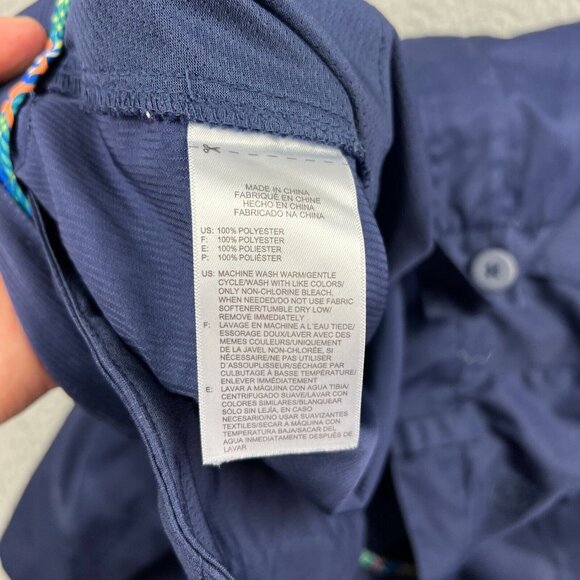 MADE IN CHINA
FABRIQUÉ EN CHINE
HECHO EN CHINA
FABRICADO NA CHINA
US: 100% POLYESTER
F: 100% POLYESTER
E: 100% POLIESTER
P: 100% POLIÉSTER
US: MACHINE WASH WARM/GENTLE
CYCLE/WASH WITH LIKE COLORS/
ONLY NON-CHLORINE BLEACH,
WHEN NEEDED/DO NOT USE FABRIC
SOFTENER/TUMBLE DRY LOW/
REMOVE IMMEDIATELY
F: LAVAGE EN MACHINE A L'EAU TIEDE/
ESSORAGE DOUX/LAVER AVEC DES
MEMES COULEURS/UNIQUEMENT
DE LA JAVEL NON-CHLORÉE, SI
NÉCESSAIRE/NE PAS UTILISER
D'ASSOUPLISSEUR/SÉCHAGE PAR
CULBUTAGE À BASSE TEMPÉRATURE/
ENLEVER IMMÉDIATEMENT
E: LAVAR A MÁQUINA CON AGUA TIBIA/
CENTRIFUGADO SUAVE/LAVAR CON
COLORES SIMILARES/BLANQUEAR
SÓLO SIN LEJÍA, EN CASO
NECESARIO/NO USAR SUAVIZANTES
TEXTILES/SECAR A MÁQUINA CON
TEMPERATURA BAJA/SACAR DEL
AGUA INMEDIATAMENTE DESPUÉS DE
LAVAR